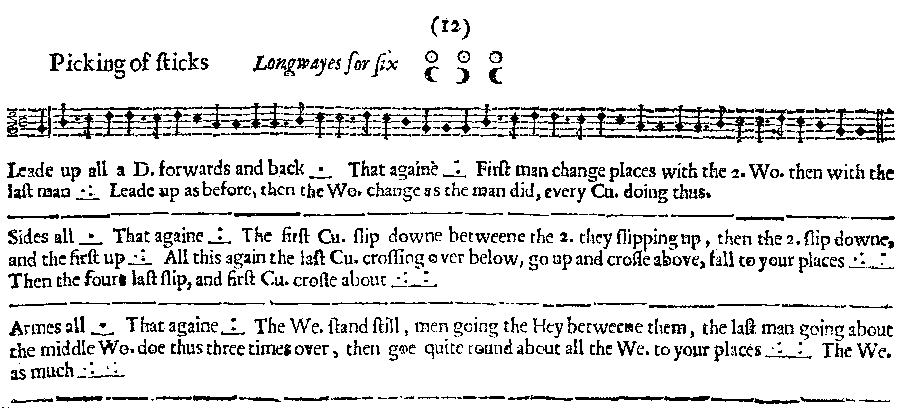 (12)
Picking of ſticks Longwayes for ſix
Leade up all a D. forwards and back That againe Firſt man change places with the 2. Wo. then with the
laſt man Leade up as before, then the Wo. change as the man did, every Cu. doing thus.
Sides all That againe The firſt Cu. ſlip downe betweene the 2. they ſlipping up, then the 2. ſlip downe,
and the firſt up All this again the laſt Cu. croſſing over below, go up and croſſe above, fall to your places
Then the foure laſt ſlip, and firſt Cu. croſſe about
Armes all That againe The We. ſtand ſtill, men going the Hey betweene them, the laſt man going about
the middle Wo. doe thus three times over, then goe quite round about all the We. to your places The We.
as much